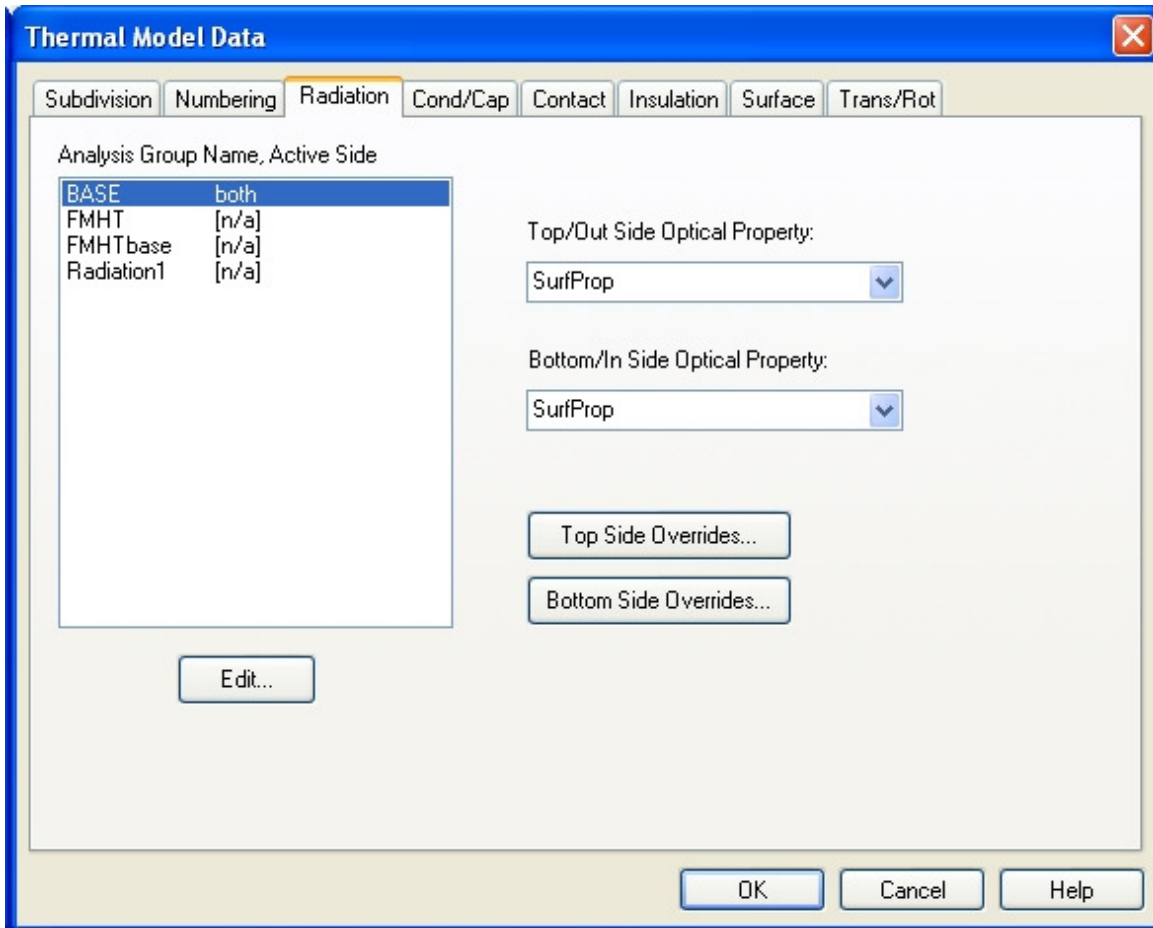 Thermal Model Data
Subdivision Numbering Radiation Cond/Cap Contact Insulation Surface Trans/Rot
Analysis Group Name, Active Side
BASE both
FMHT [n/a]
FMHTbase [n/a]
Radiation1 [n/a]
Top/Out Side Optical Property:
SurfProp
Bottom/In Side Optical Property:
SurfProp
Top Side Overrides...
Bottom Side Overrides...
Edit...
OK Cancel Help